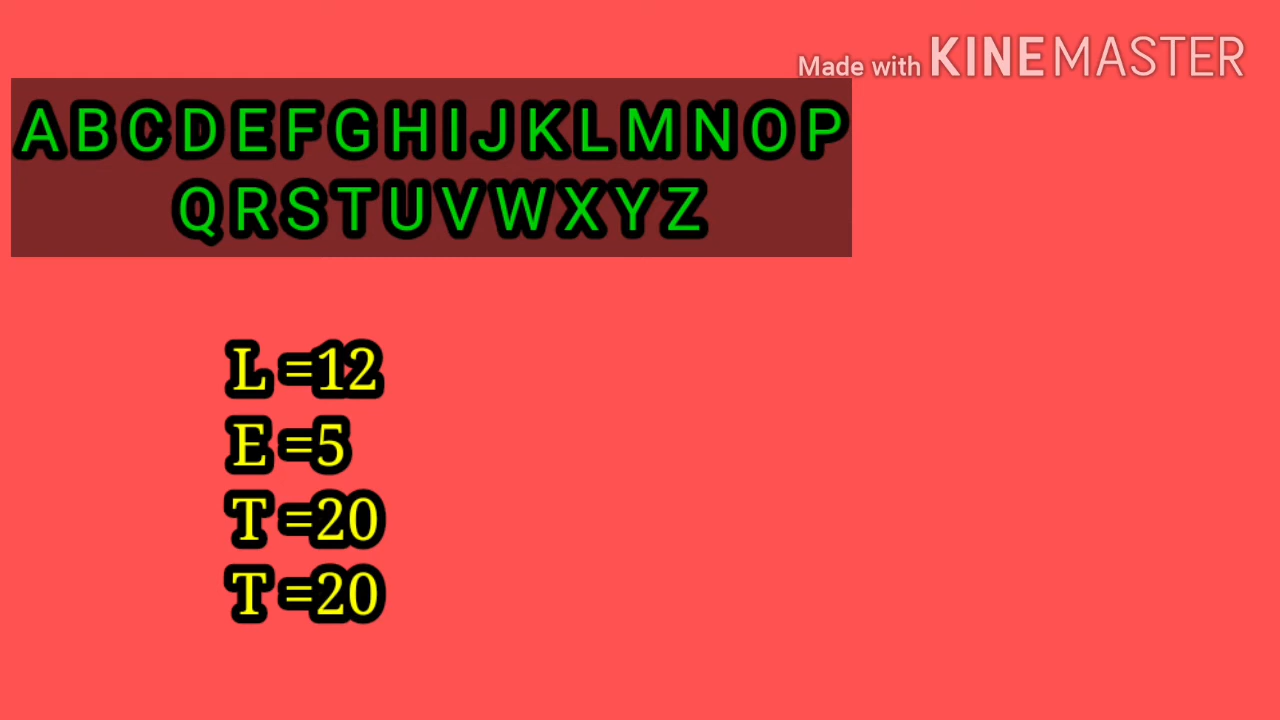 Made with KINEMASTER
A B C D E F G H I J K L M N O P
Q R S T U V W X Y Z
L =12
E =5
T =20
T =20